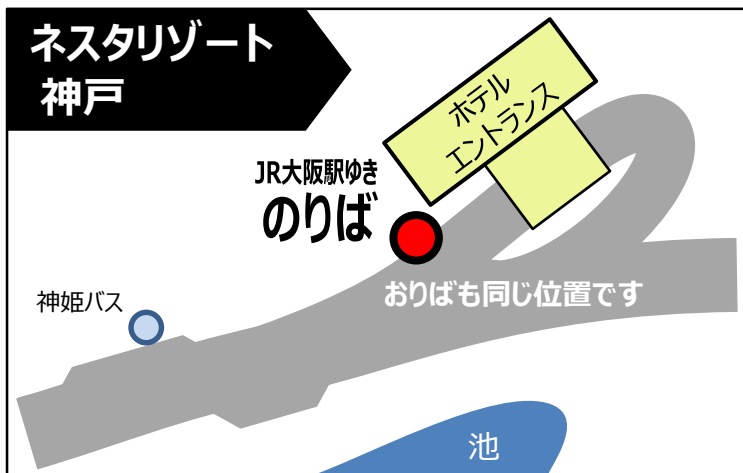 ネスタリゾート
神戸
ホテル
エントランス
JR大阪駅ゆき
のりば
おりばも同じ位置です
神姫バス
池